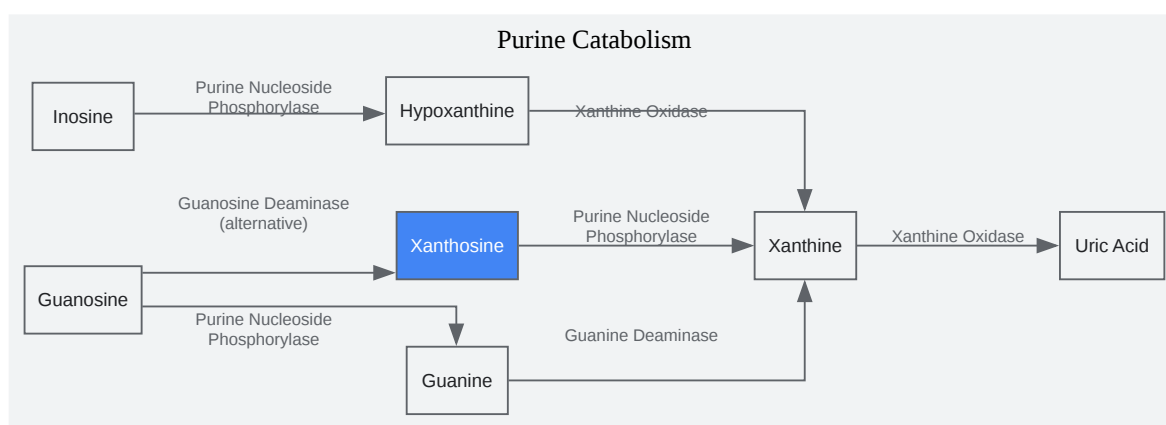 Purine Catabolism
Purine Nucleoside
Phosphorylase
Inosine
Hypoxanthine
Xanthine Oxidase
Guanosine Deaminase
(alternative)
Xanthosine
Purine Nucleoside
Phosphorylase
Xanthine
Xanthine Oxidase
Uric Acid
Guanosine
Purine Nucleoside
Phosphorylase
Guanine Deaminase
Guanine